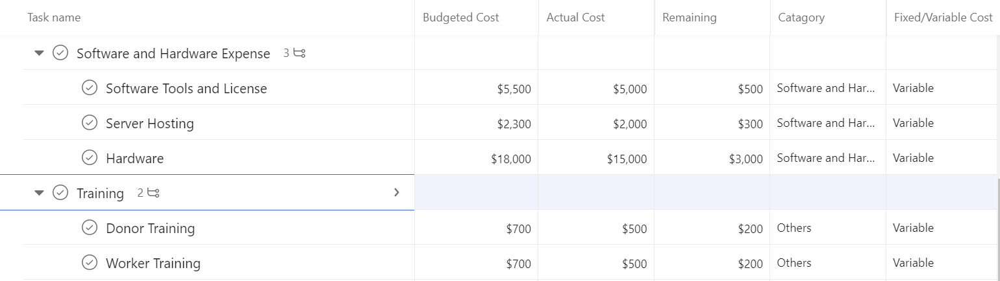 Task name Budgeted Cost Actual Cost Remaining Catagory Fixed/Variable Cost
Software and Hardware Expense 3
Software Tools and License $5,500 $5,000 $500 Software and Har... Variable
Server Hosting $2,300 $2,000 $300 Software and Har... Variable
Hardware $18,000 $15,000 $3,000 Software and Har... Variable
Training 2
Donor Training $700 $500 $200 Others Variable
Worker Training $700 $500 $200 Others Variable